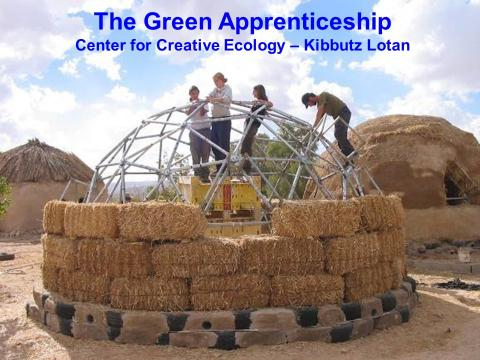 The Green Apprenticeship
Center for Creative Ecology – Kibbutz Lotan